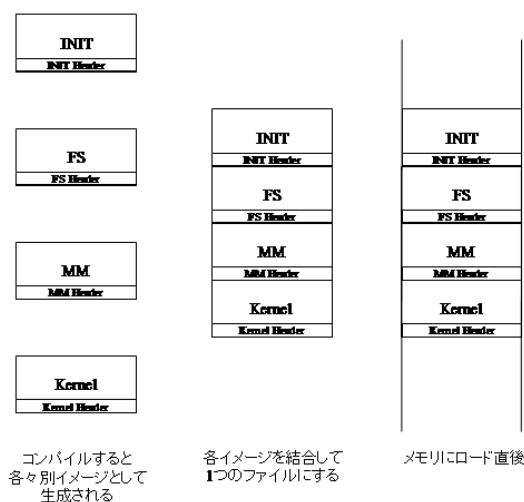 INIT
INIT Header
FS
FS Header
MM
MM Header
Kernel
Kernel Header
コンパイルすると
各々別イメージとして
生成される
INIT
INIT Header
FS
FS Header
MM
MM Header
Kernel
Kernel Header
各イメージを結合して
1つのファイルにする
INIT
INIT Header
FS
FS Header
MM
MM Header
Kernel
Kernel Header
メモリにロード直後